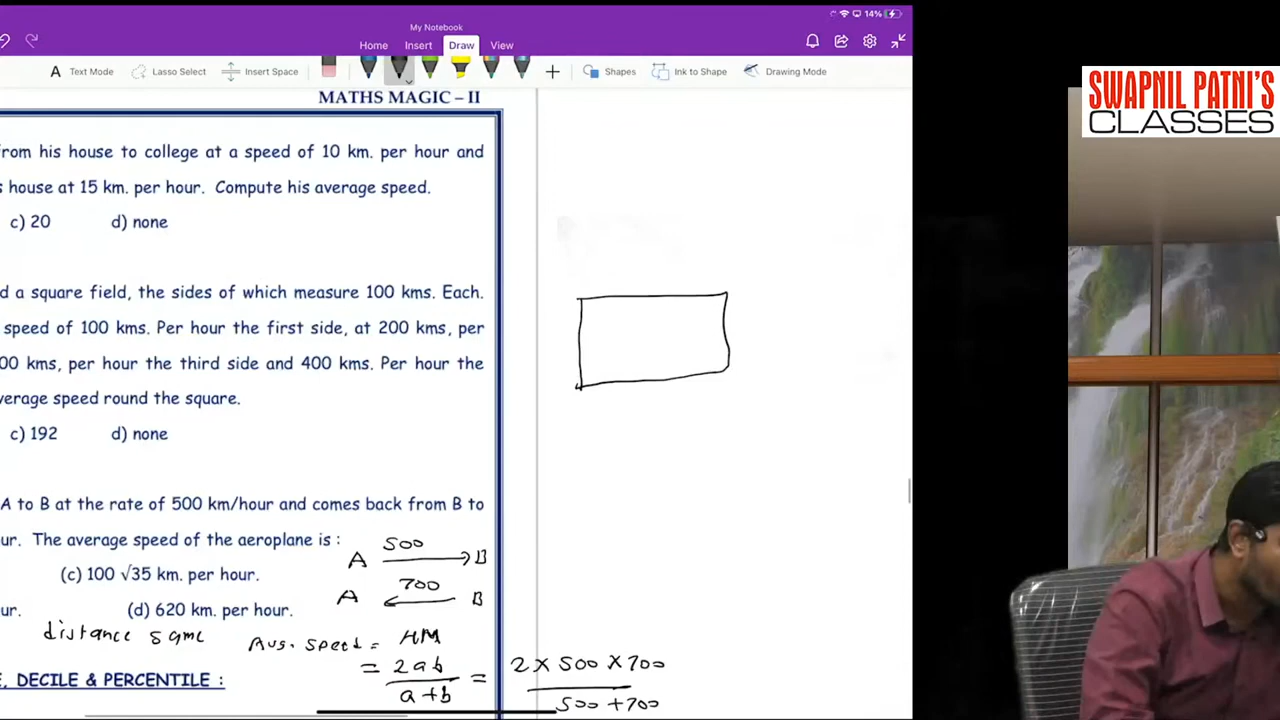 14%
My Notebook
Home Insert Draw View
Text Mode Lasso Select Insert Space Shapes Ink to Shape Drawing Mode
MATHS MAGIC – II
SWAPNIL PATNI'S
CLASSES
from his house to college at a speed of 10 km. per hour and
s house at 15 km. per hour. Compute his average speed.
c) 20 d) none
d a square field, the sides of which measure 100 kms. Each.
speed of 100 kms. Per hour the first side, at 200 kms, per
00 kms, per hour the third side and 400 kms. Per hour the
verage speed round the square.
c) 192 d) none
A to B at the rate of 500 km/hour and comes back from B to
ur. The average speed of the aeroplane is :
A 500 B
(c) 100 √35 km. per hour.
A 700 B
ur. (d) 620 km. per hour.
distance same Avg. speed = HM
= 2ab / a+b = 2 × 500 × 700 / 500 + 700
E, DECILE & PERCENTILE :